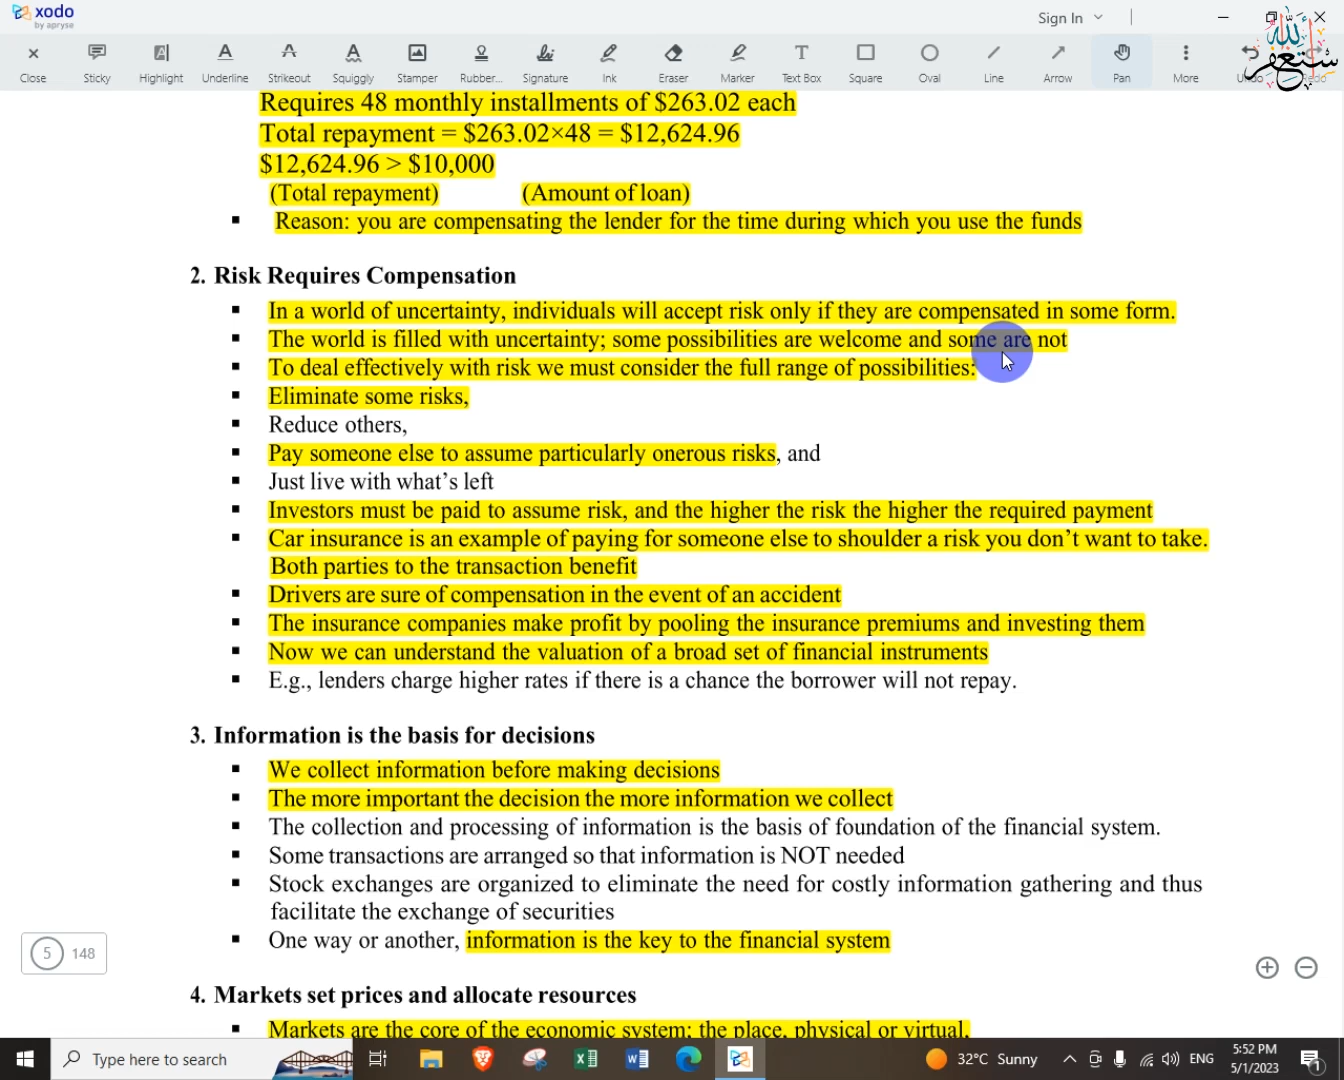 xodo
by apryse
Sign In
Close
Sticky
Highlight
Underline
Strikeout
Squiggly
Stamper
Rubber...
Signature
Ink
Eraser
Marker
Text Box
Square
Oval
Line
Arrow
Pan
More
Requires 48 monthly installments of $263.02 each
Total repayment = $263.02×48 = $12,624.96
$12,624.96 > $10,000
(Total repayment) (Amount of loan)
▪ Reason: you are compensating the lender for the time during which you use the funds
2. Risk Requires Compensation
▪ In a world of uncertainty, individuals will accept risk only if they are compensated in some form.
▪ The world is filled with uncertainty; some possibilities are welcome and some are not
▪ To deal effectively with risk we must consider the full range of possibilities:
▪ Eliminate some risks,
▪ Reduce others,
▪ Pay someone else to assume particularly onerous risks, and
▪ Just live with what's left
▪ Investors must be paid to assume risk, and the higher the risk the higher the required payment
▪ Car insurance is an example of paying for someone else to shoulder a risk you don't want to take.
Both parties to the transaction benefit
▪ Drivers are sure of compensation in the event of an accident
▪ The insurance companies make profit by pooling the insurance premiums and investing them
▪ Now we can understand the valuation of a broad set of financial instruments
▪ E.g., lenders charge higher rates if there is a chance the borrower will not repay.
3. Information is the basis for decisions
▪ We collect information before making decisions
▪ The more important the decision the more information we collect
▪ The collection and processing of information is the basis of foundation of the financial system.
▪ Some transactions are arranged so that information is NOT needed
▪ Stock exchanges are organized to eliminate the need for costly information gathering and thus
facilitate the exchange of securities
▪ One way or another, information is the key to the financial system
5 148
4. Markets set prices and allocate resources
▪ Markets are the core of the economic system; the place, physical or virtual,
Type here to search
32°C Sunny
ENG
5:52 PM
5/1/2023
1